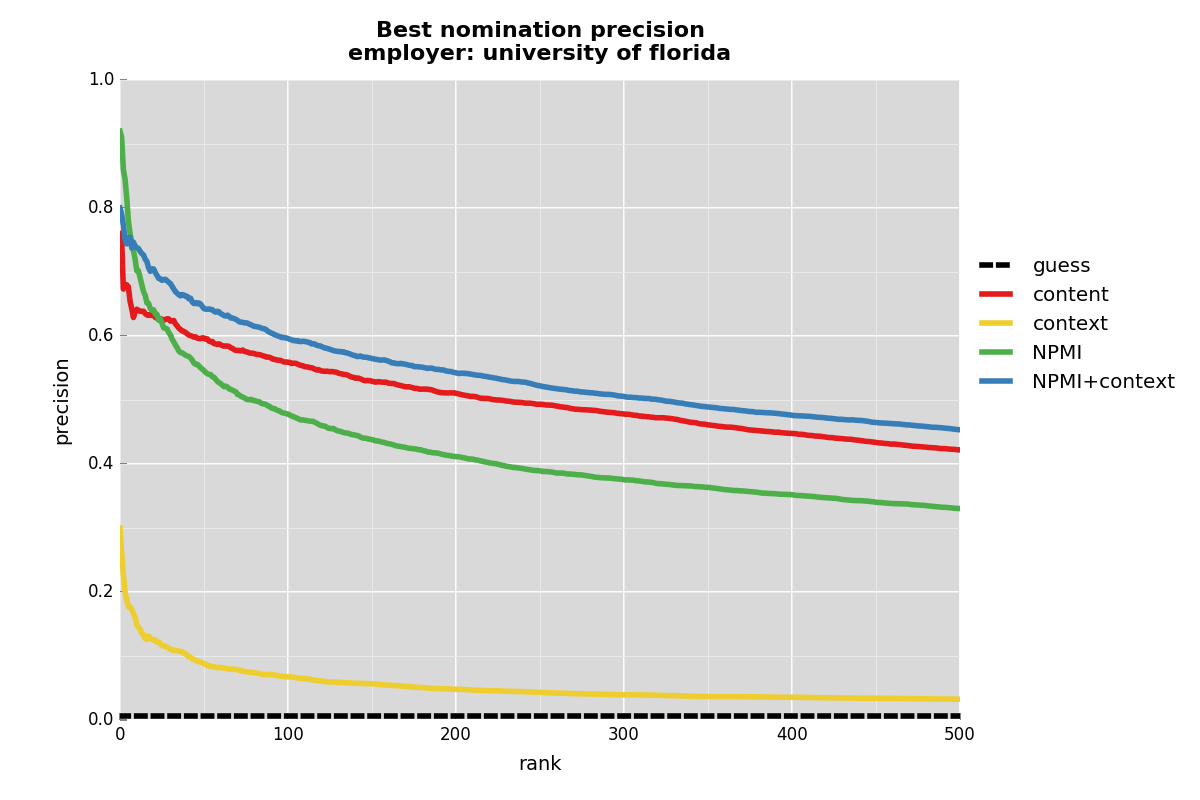 Best nomination precision
employer: university of florida
1.0
0.8
0.6
0.4
0.2
0.0
precision
0 100 200 300 400 500
rank
guess
content
context
NPMI
NPMI+context